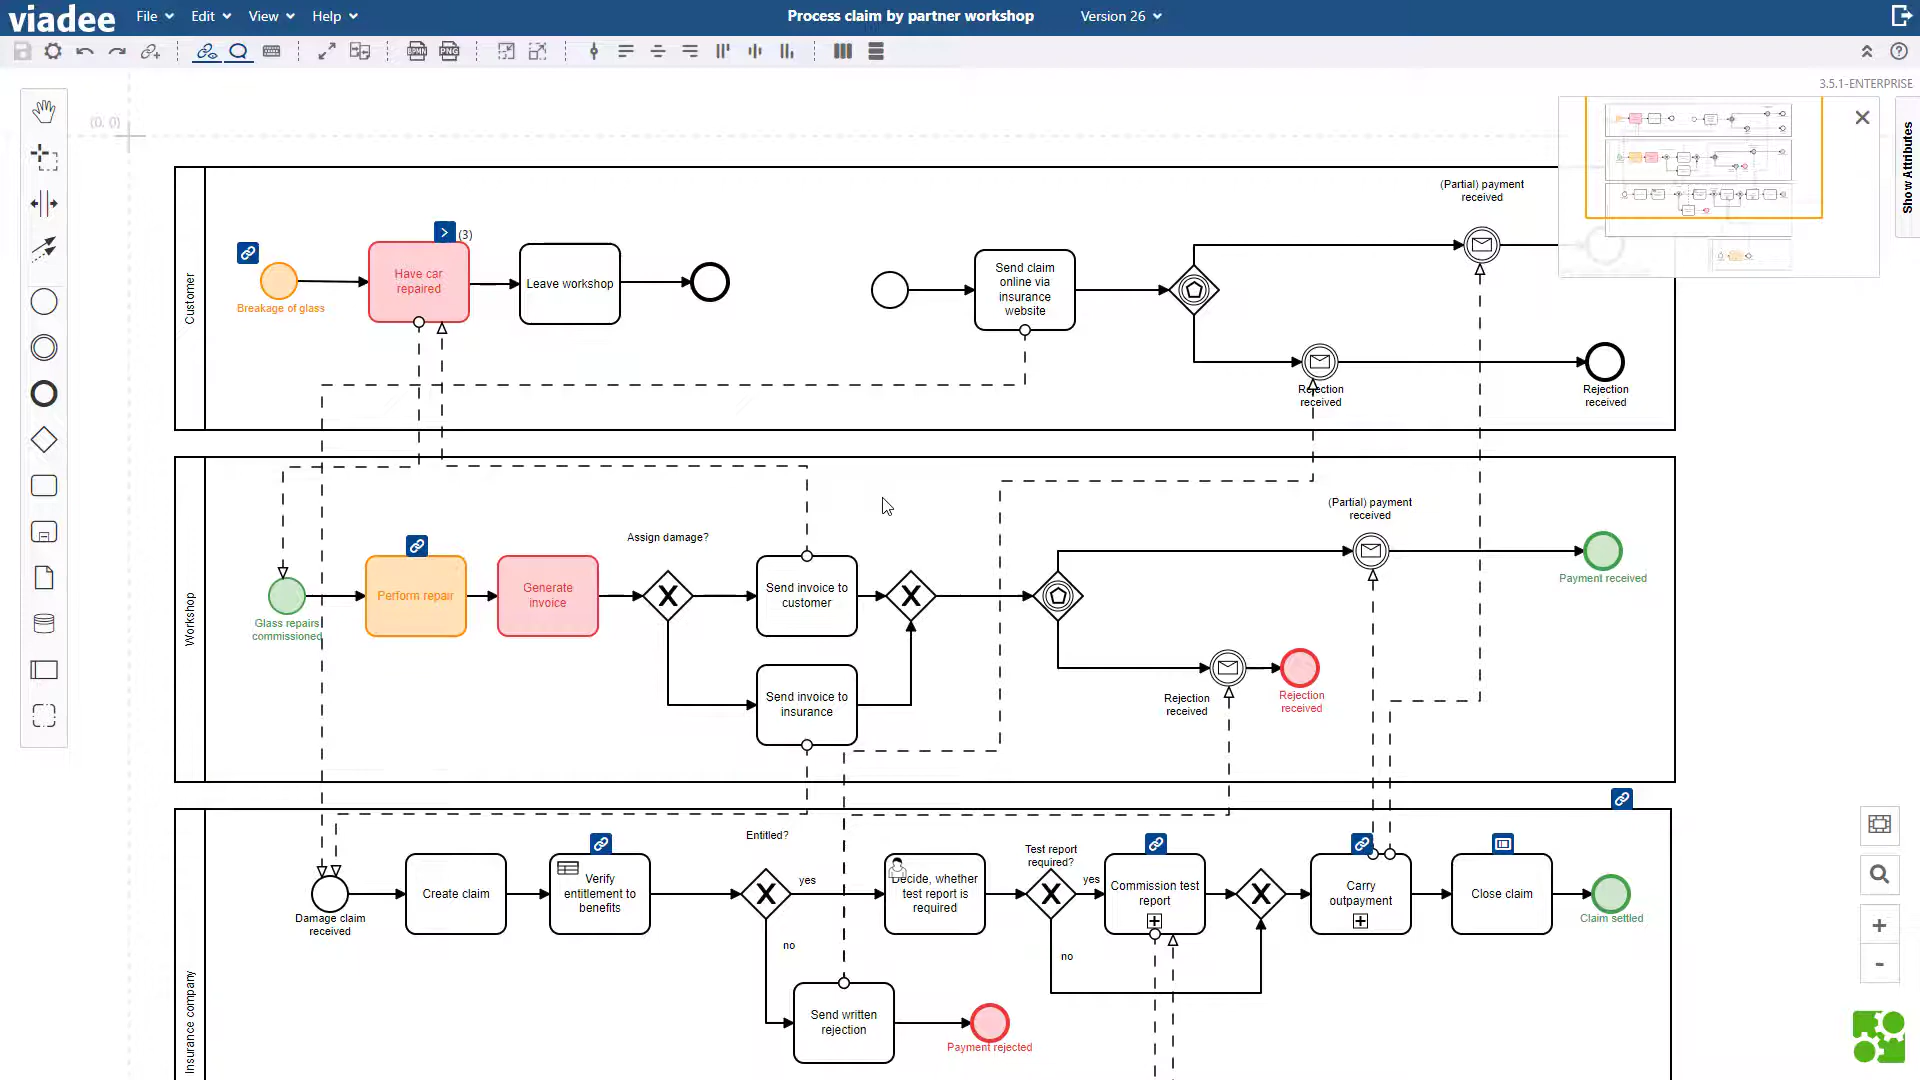 viadee
File
Edit
View
Help
Process claim by partner workshop
Version 26
BPMN
PNG
3.5.1-ENTERPRISE
(0, 0)
Show Attributes
Customer
(3)
Breakage of glass
Have car
repaired
Leave workshop
Send claim
online via
insurance
website
(Partial) payment
received
Rejection
received
Rejection
received
Workshop
Glass repairs
commissioned
Perform repair
Generate
invoice
Assign damage?
Send invoice to
customer
Send invoice to
insurance
(Partial) payment
received
Payment received
Rejection
received
Rejection
received
Insurance company
Damage claim
received
Create claim
Verify
entitlement to
benefits
Entitled?
yes
no
Decide, whether
test report is
required
Test report
required?
yes
no
Commission test
report
Carry
outpayment
Close claim
Claim settled
Send written
rejection
Payment rejected